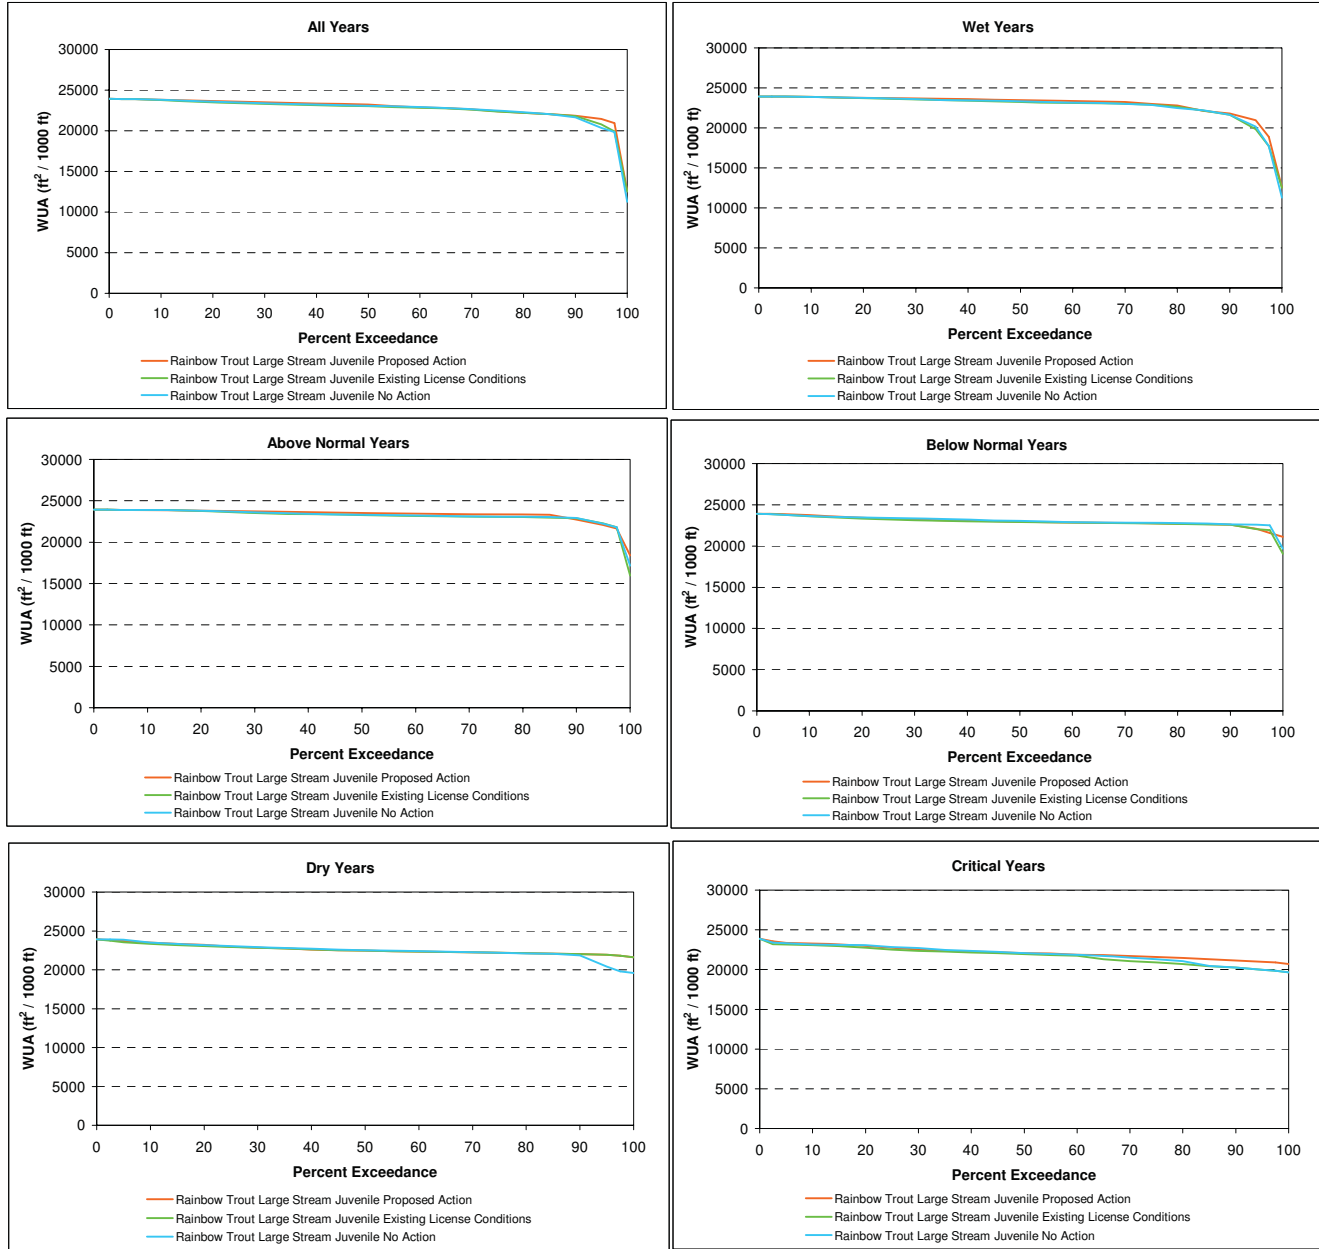 All Years
30000
25000
20000
15000
10000
5000
0
WUA (ft² / 1000 ft)
0 10 20 30 40 50 60 70 80 90 100
Percent Exceedance
Rainbow Trout Large Stream Juvenile Proposed Action
Rainbow Trout Large Stream Juvenile Existing License Conditions
Rainbow Trout Large Stream Juvenile No Action
Wet Years
30000
25000
20000
15000
10000
5000
0
WUA (ft² / 1000 ft)
0 10 20 30 40 50 60 70 80 90 100
Percent Exceedance
Rainbow Trout Large Stream Juvenile Proposed Action
Rainbow Trout Large Stream Juvenile Existing License Conditions
Rainbow Trout Large Stream Juvenile No Action
Above Normal Years
30000
25000
20000
15000
10000
5000
0
WUA (ft² / 1000 ft)
0 10 20 30 40 50 60 70 80 90 100
Percent Exceedance
Rainbow Trout Large Stream Juvenile Proposed Action
Rainbow Trout Large Stream Juvenile Existing License Conditions
Rainbow Trout Large Stream Juvenile No Action
Below Normal Years
30000
25000
20000
15000
10000
5000
0
WUA (ft² / 1000 ft)
0 10 20 30 40 50 60 70 80 90 100
Percent Exceedance
Rainbow Trout Large Stream Juvenile Proposed Action
Rainbow Trout Large Stream Juvenile Existing License Conditions
Rainbow Trout Large Stream Juvenile No Action
Dry Years
30000
25000
20000
15000
10000
5000
0
WUA (ft² / 1000 ft)
0 10 20 30 40 50 60 70 80 90 100
Percent Exceedance
Rainbow Trout Large Stream Juvenile Proposed Action
Rainbow Trout Large Stream Juvenile Existing License Conditions
Rainbow Trout Large Stream Juvenile No Action
Critical Years
30000
25000
20000
15000
10000
5000
0
WUA (ft² / 1000 ft)
0 10 20 30 40 50 60 70 80 90 100
Percent Exceedance
Rainbow Trout Large Stream Juvenile Proposed Action
Rainbow Trout Large Stream Juvenile Existing License Conditions
Rainbow Trout Large Stream Juvenile No Action